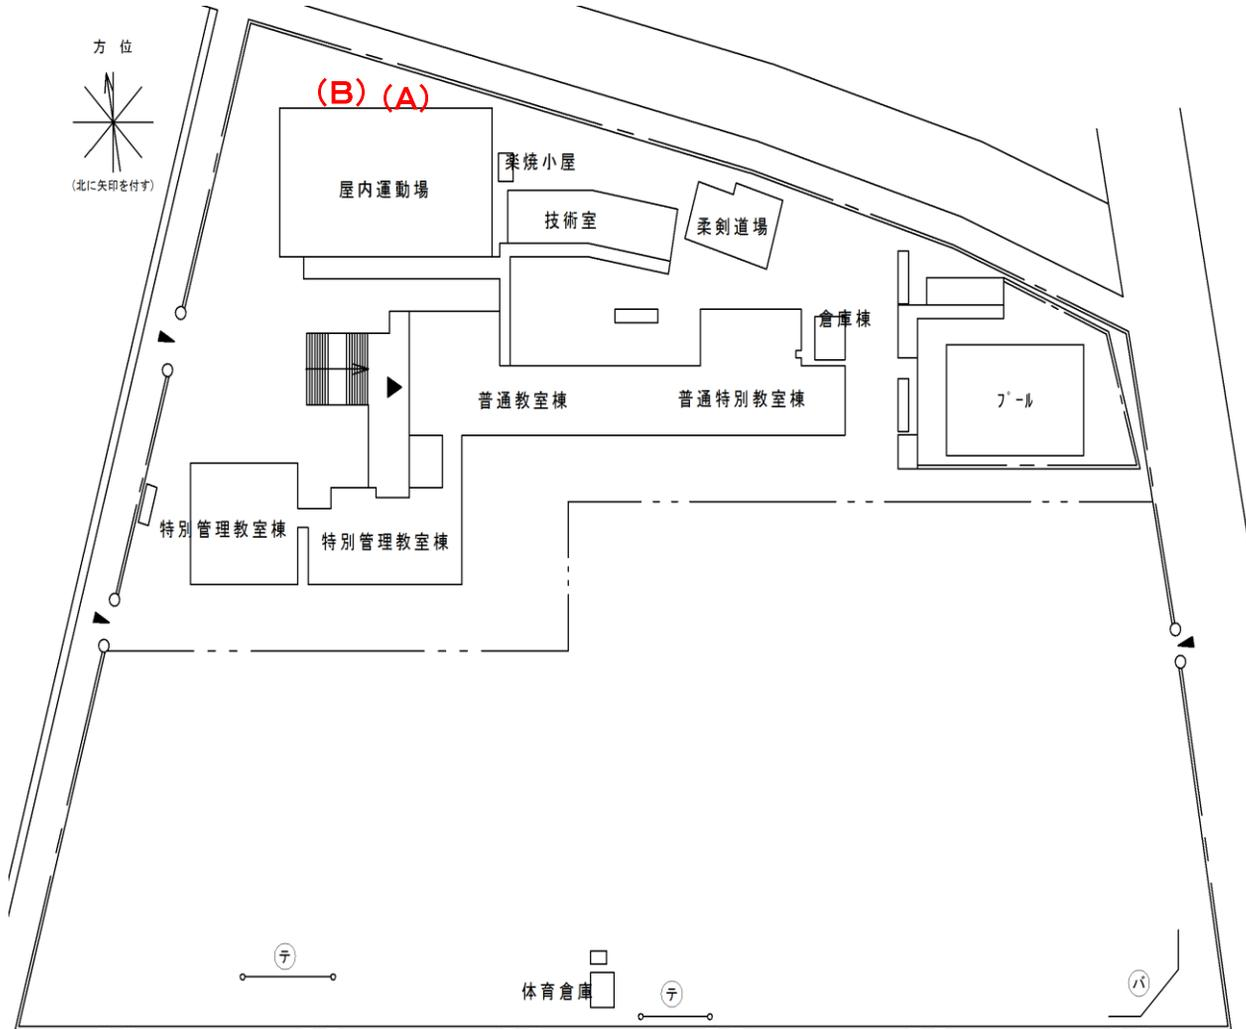 方 位
(北に矢印を付す)
(B) (A)
屋内運動場
楽焼小屋
技術室
柔剣道場
倉庫棟
普通教室棟
普通特別教室棟
プール
特別管理教室棟
特別管理教室棟
テ
体育倉庫
テ
バ